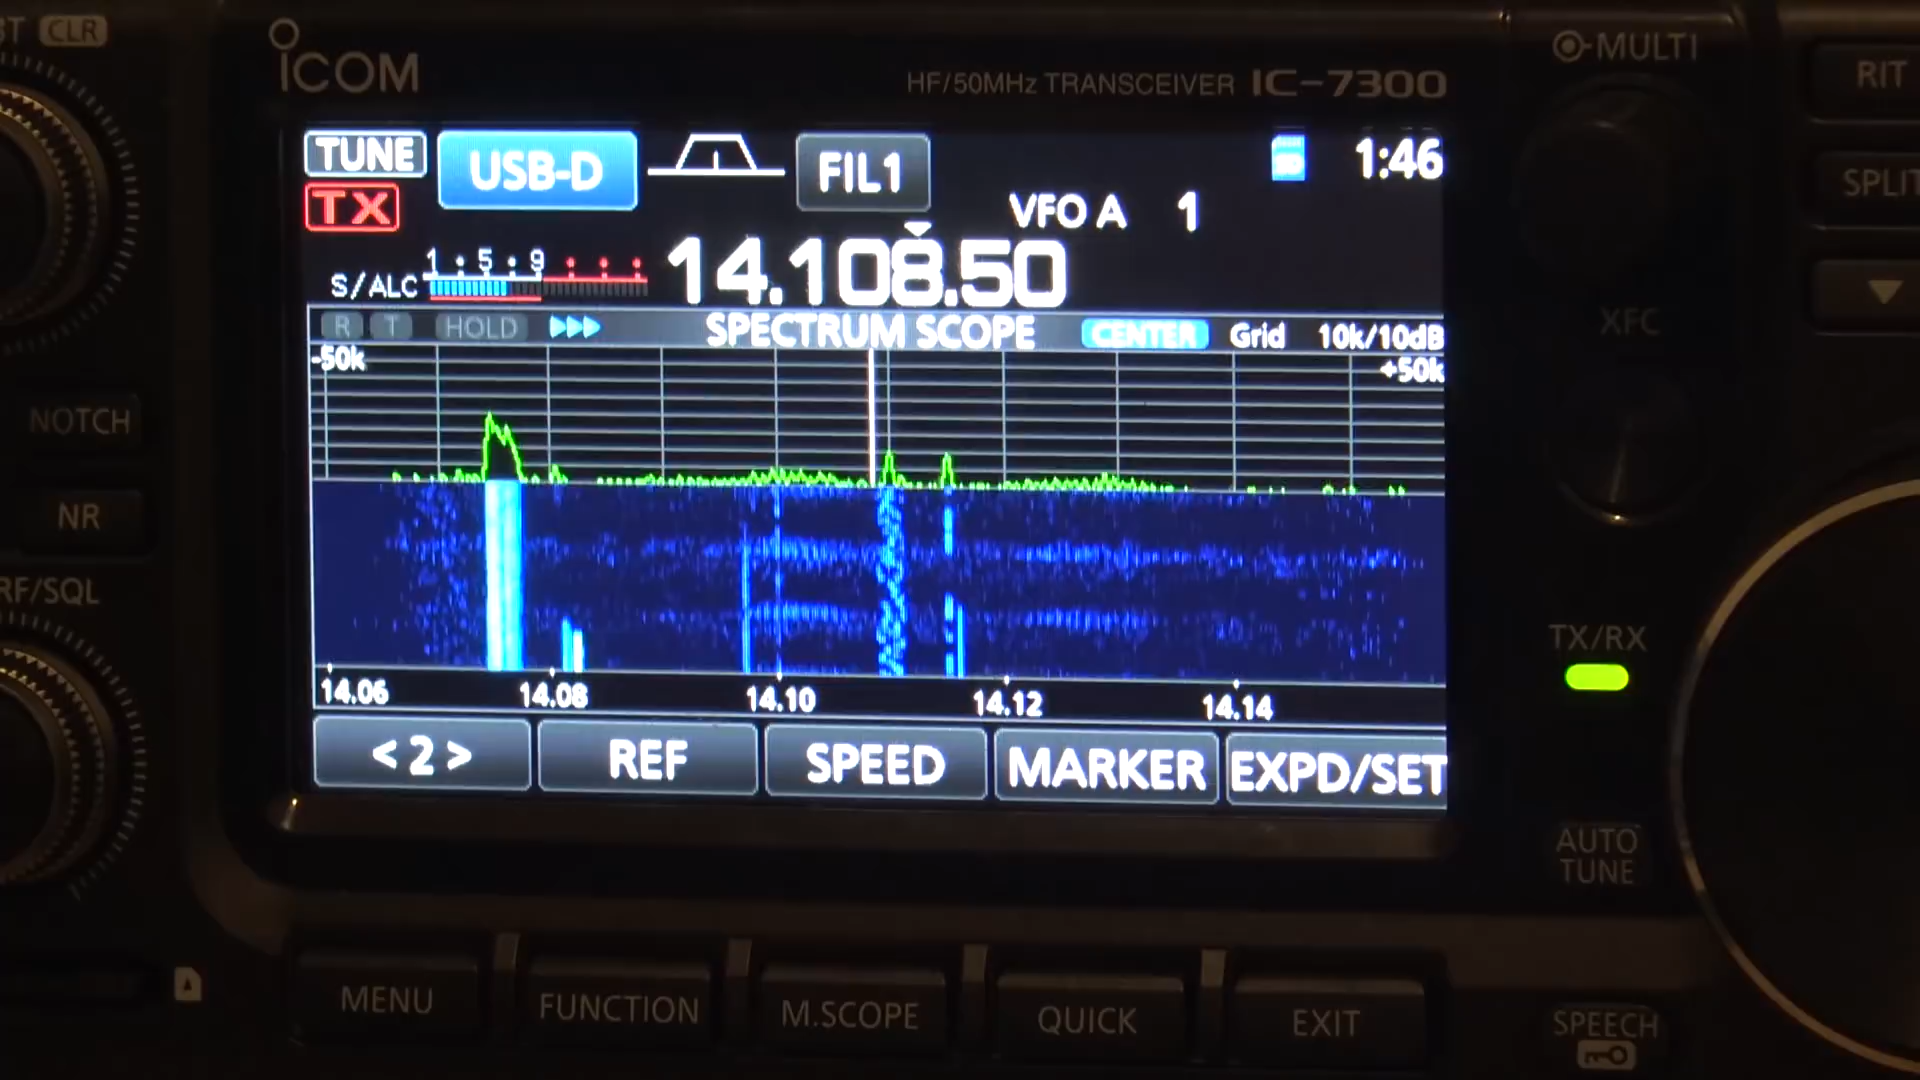 BT CLR
ICOM
HF/50MHz TRANSCEIVER IC-7300
MULTI
RIT
TUNE
USB-D
FIL1
SD
1:46
TX
VFO A 1
SPLIT
1 · 5 · 9
S/ALC
14.108.50
R T HOLD
SPECTRUM SCOPE
CENTER
Grid
10k/10dB
-50k
+50k
XFC
NOTCH
NR
RF/SQL
TX/RX
14.06 14.08 14.10 14.12 14.14
< 2 >
REF
SPEED
MARKER
EXPD/SET
AUTO
TUNE
MENU
FUNCTION
M.SCOPE
QUICK
EXIT
SPEECH